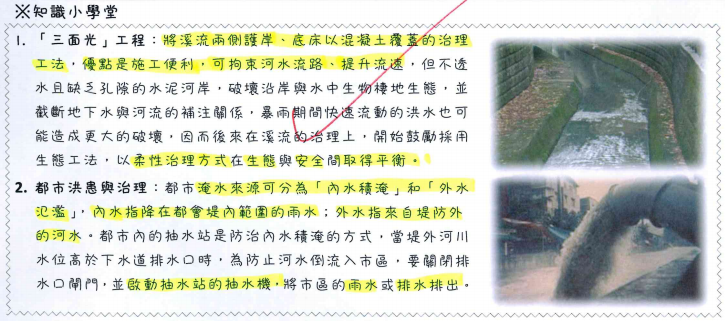 ※知識小學堂
1. 「三面光」工程：將溪流兩側護岸、底床以混凝土覆蓋的治理
工法，優點是施工便利，可拘束河水流路、提升流速，但不透
水且缺乏孔隙的水泥河岸，破壞沿岸與水中生物棲地生態，並
截斷地下水與河流的補注關係，暴雨期間快速流動的洪水也可
能造成更大的破壞，因而後來在溪流的治理上，開始鼓勵採用
生態工法，以柔性治理方式在生態與安全間取得平衡。
2. 都市洪患與治理：都市淹水來源可分為「內水積淹」和「外水
氾濫」，內水指降在都會堤內範圍的雨水；外水指來自堤防外
的河水。都市內的抽水站是防治內水積淹的方式，當堤外河川
水位高於下水道排水口時，為防止河水倒流入市區，要關閉排
水口閘門，並啟動抽水站的抽水機，將市區的雨水或排水排出。